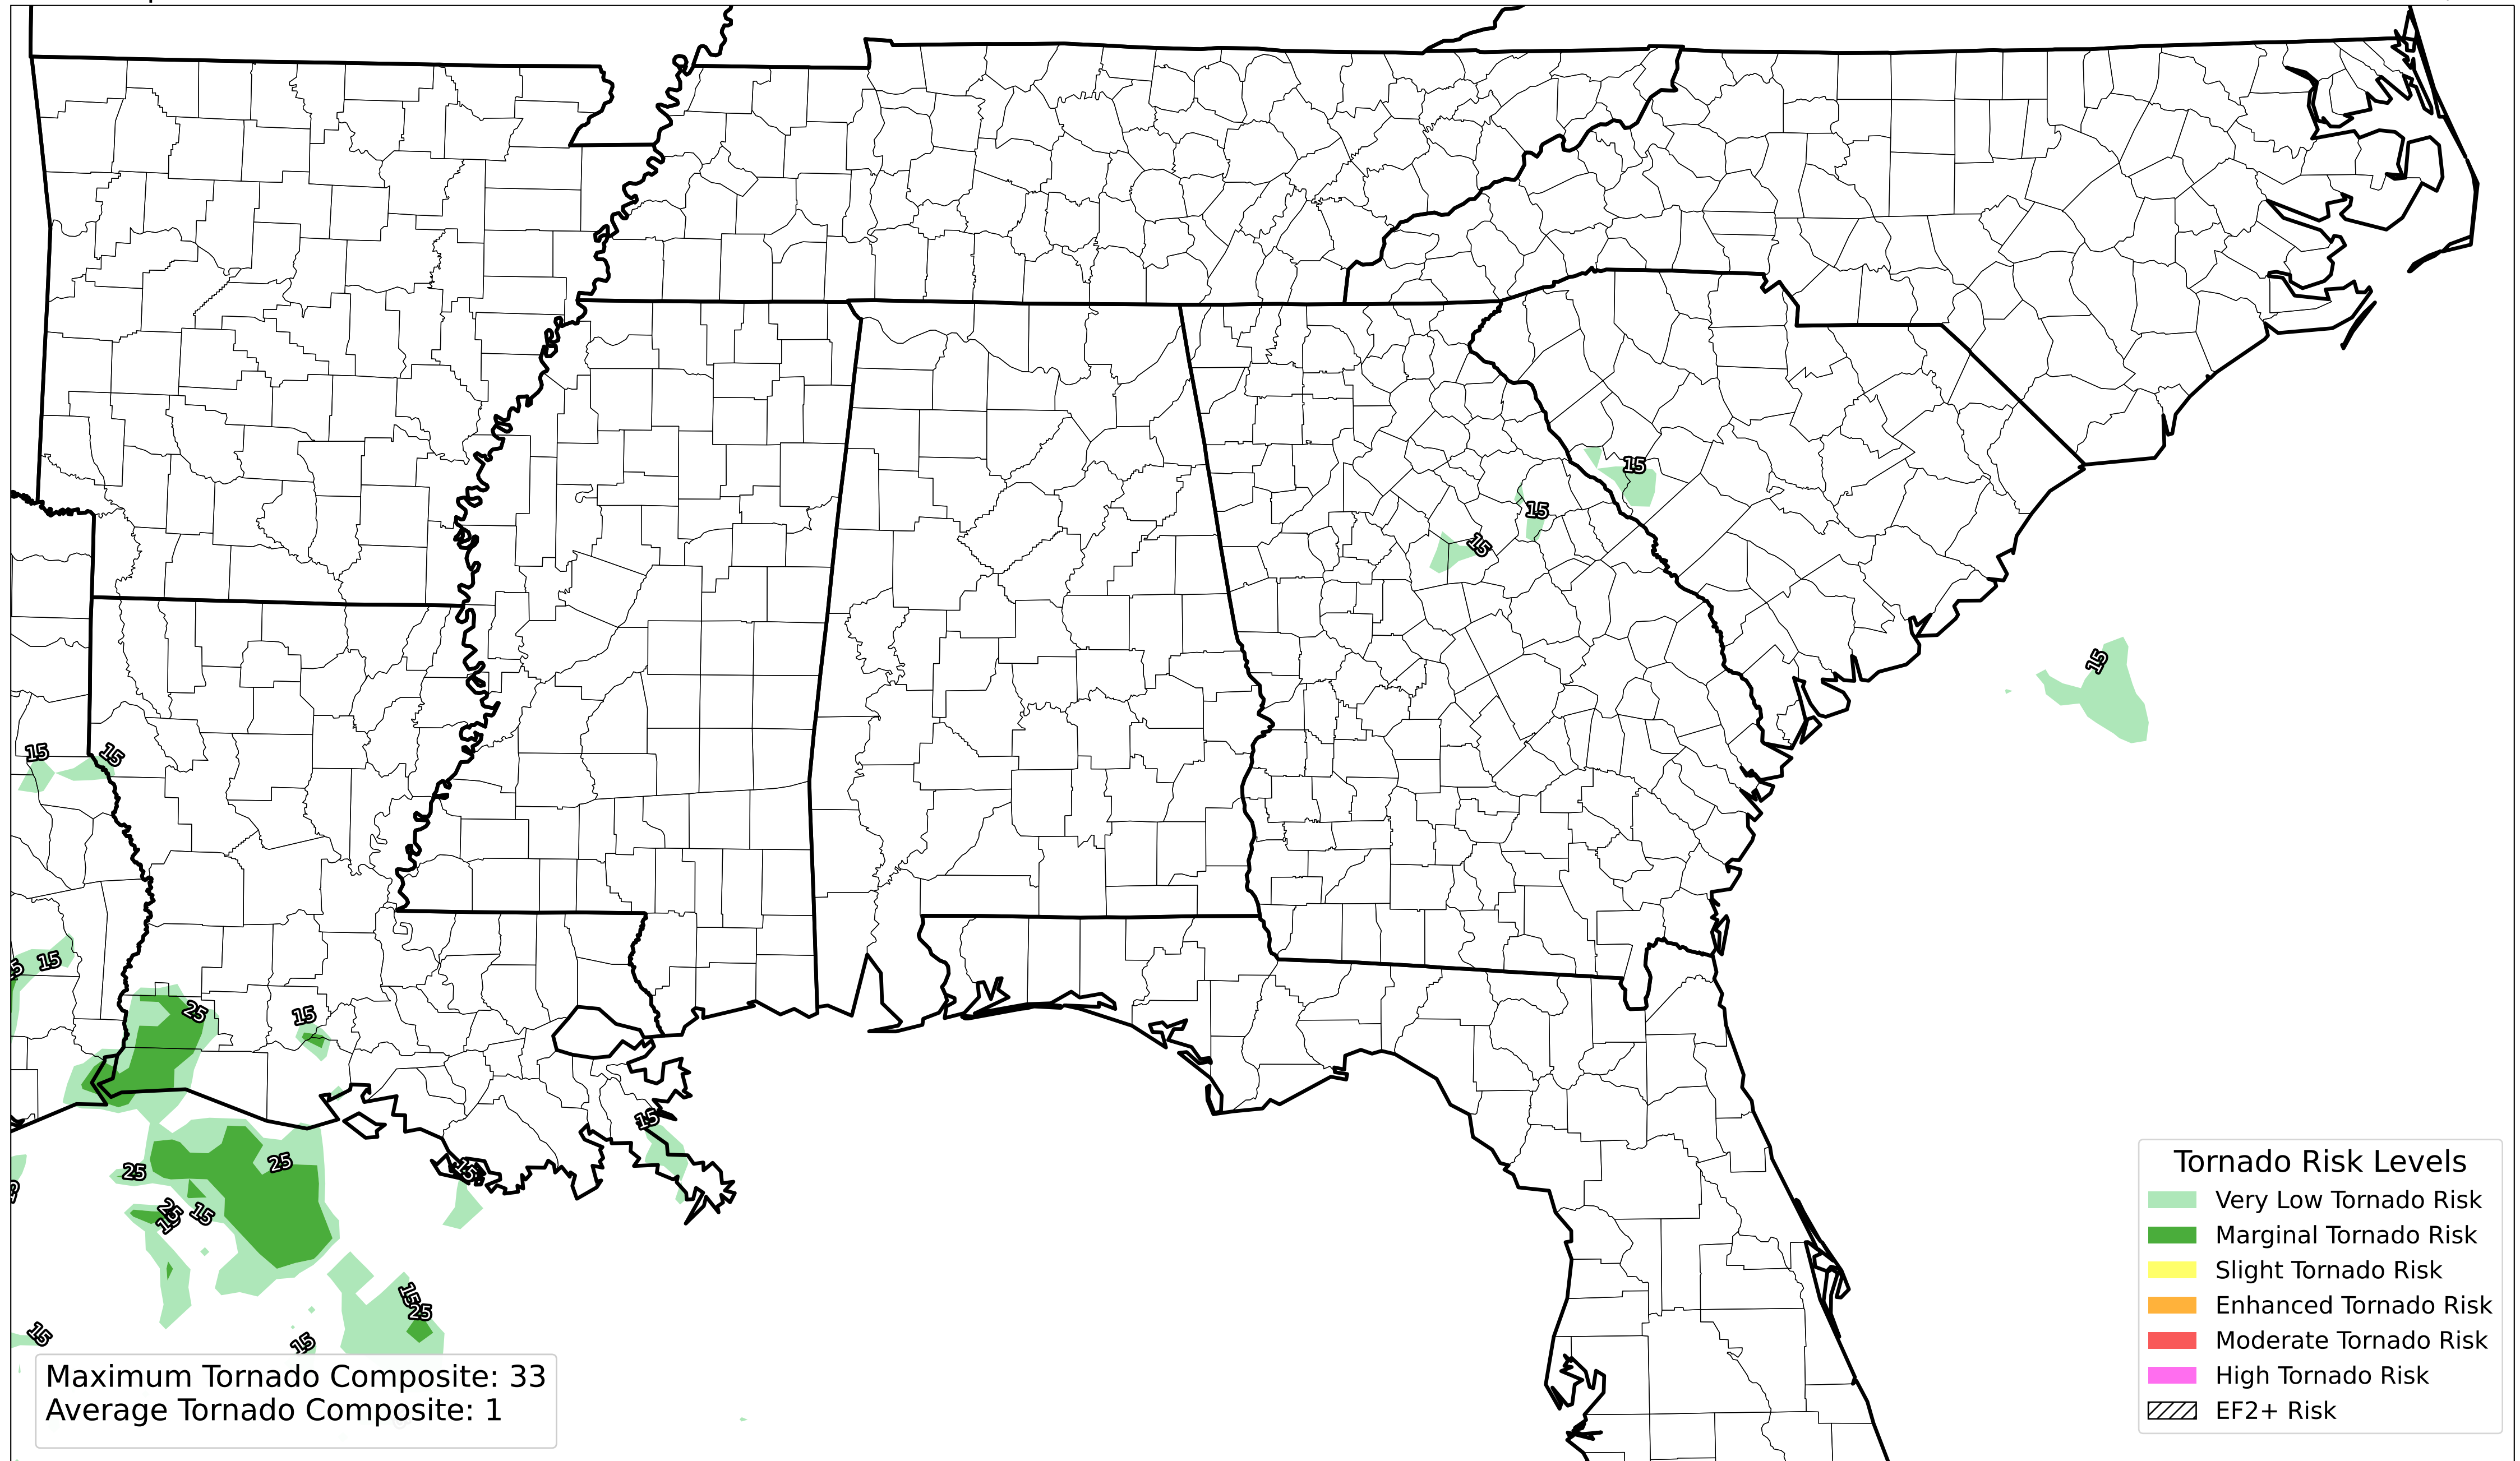 15
15
15
15
15
15
15
25
15
15
15
25
25
15
25
15
15
25
15
15
Maximum Tornado Composite: 33
Average Tornado Composite: 1
Tornado Risk Levels
Very Low Tornado Risk
Marginal Tornado Risk
Slight Tornado Risk
Enhanced Tornado Risk
Moderate Tornado Risk
High Tornado Risk
EF2+ Risk